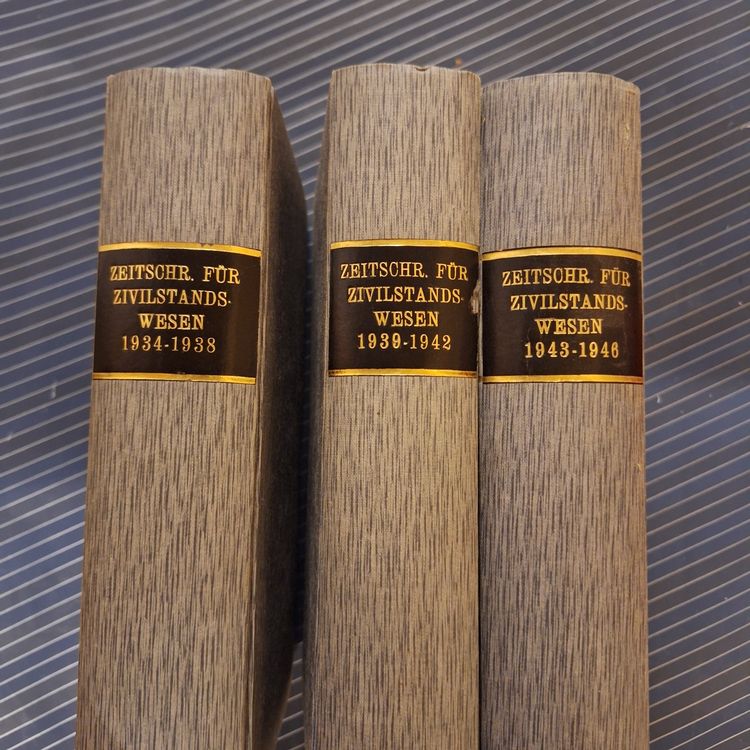 ZEITSCHR. FÜR
ZIVILSTANDS-
WESEN
1934-1938
ZEITSCHR. FÜR
ZIVILSTANDS-
WESEN
1939-1942
ZEITSCHR. FÜR
ZIVILSTANDS-
WESEN
1943-1946